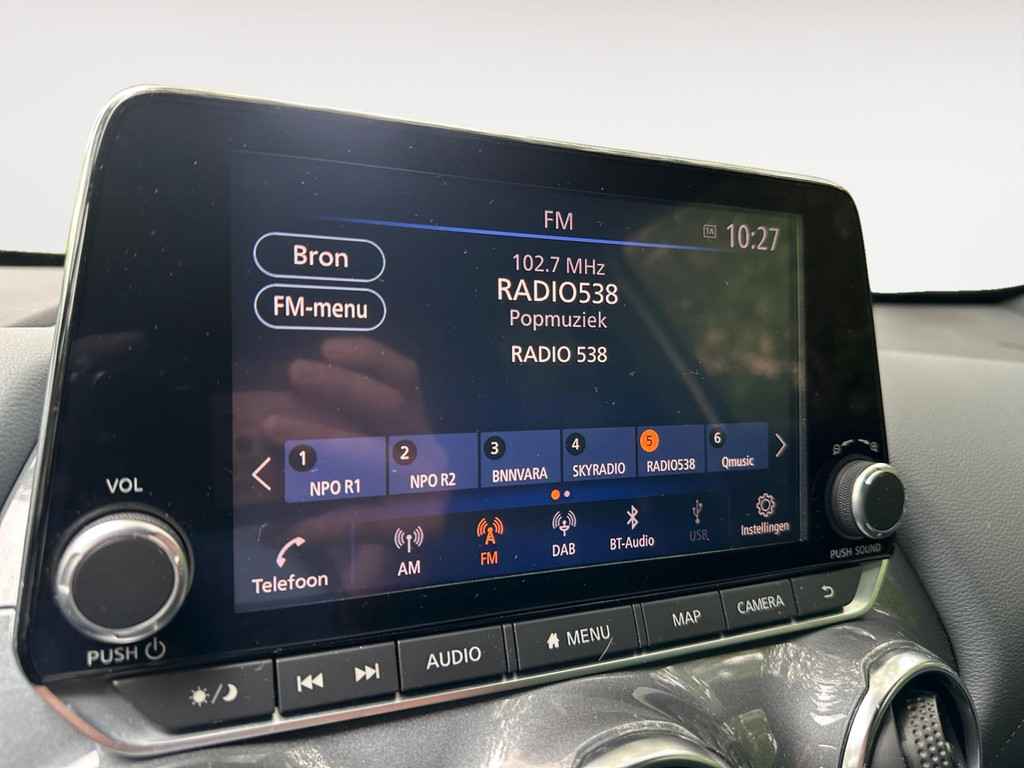 FM
TA 10:27
Bron
102.7 MHz
RADIO538
FM-menu
Popmuziek
RADIO 538
1 NPO R1
2 NPO R2
3 BNNVARA
4 SKYRADIO
5 RADIO538
6 Qmusic
Telefoon
AM
FM
DAB
BT-Audio
USB
Instellingen
VOL
PUSH
PUSH SOUND
AUDIO
MENU
MAP
CAMERA